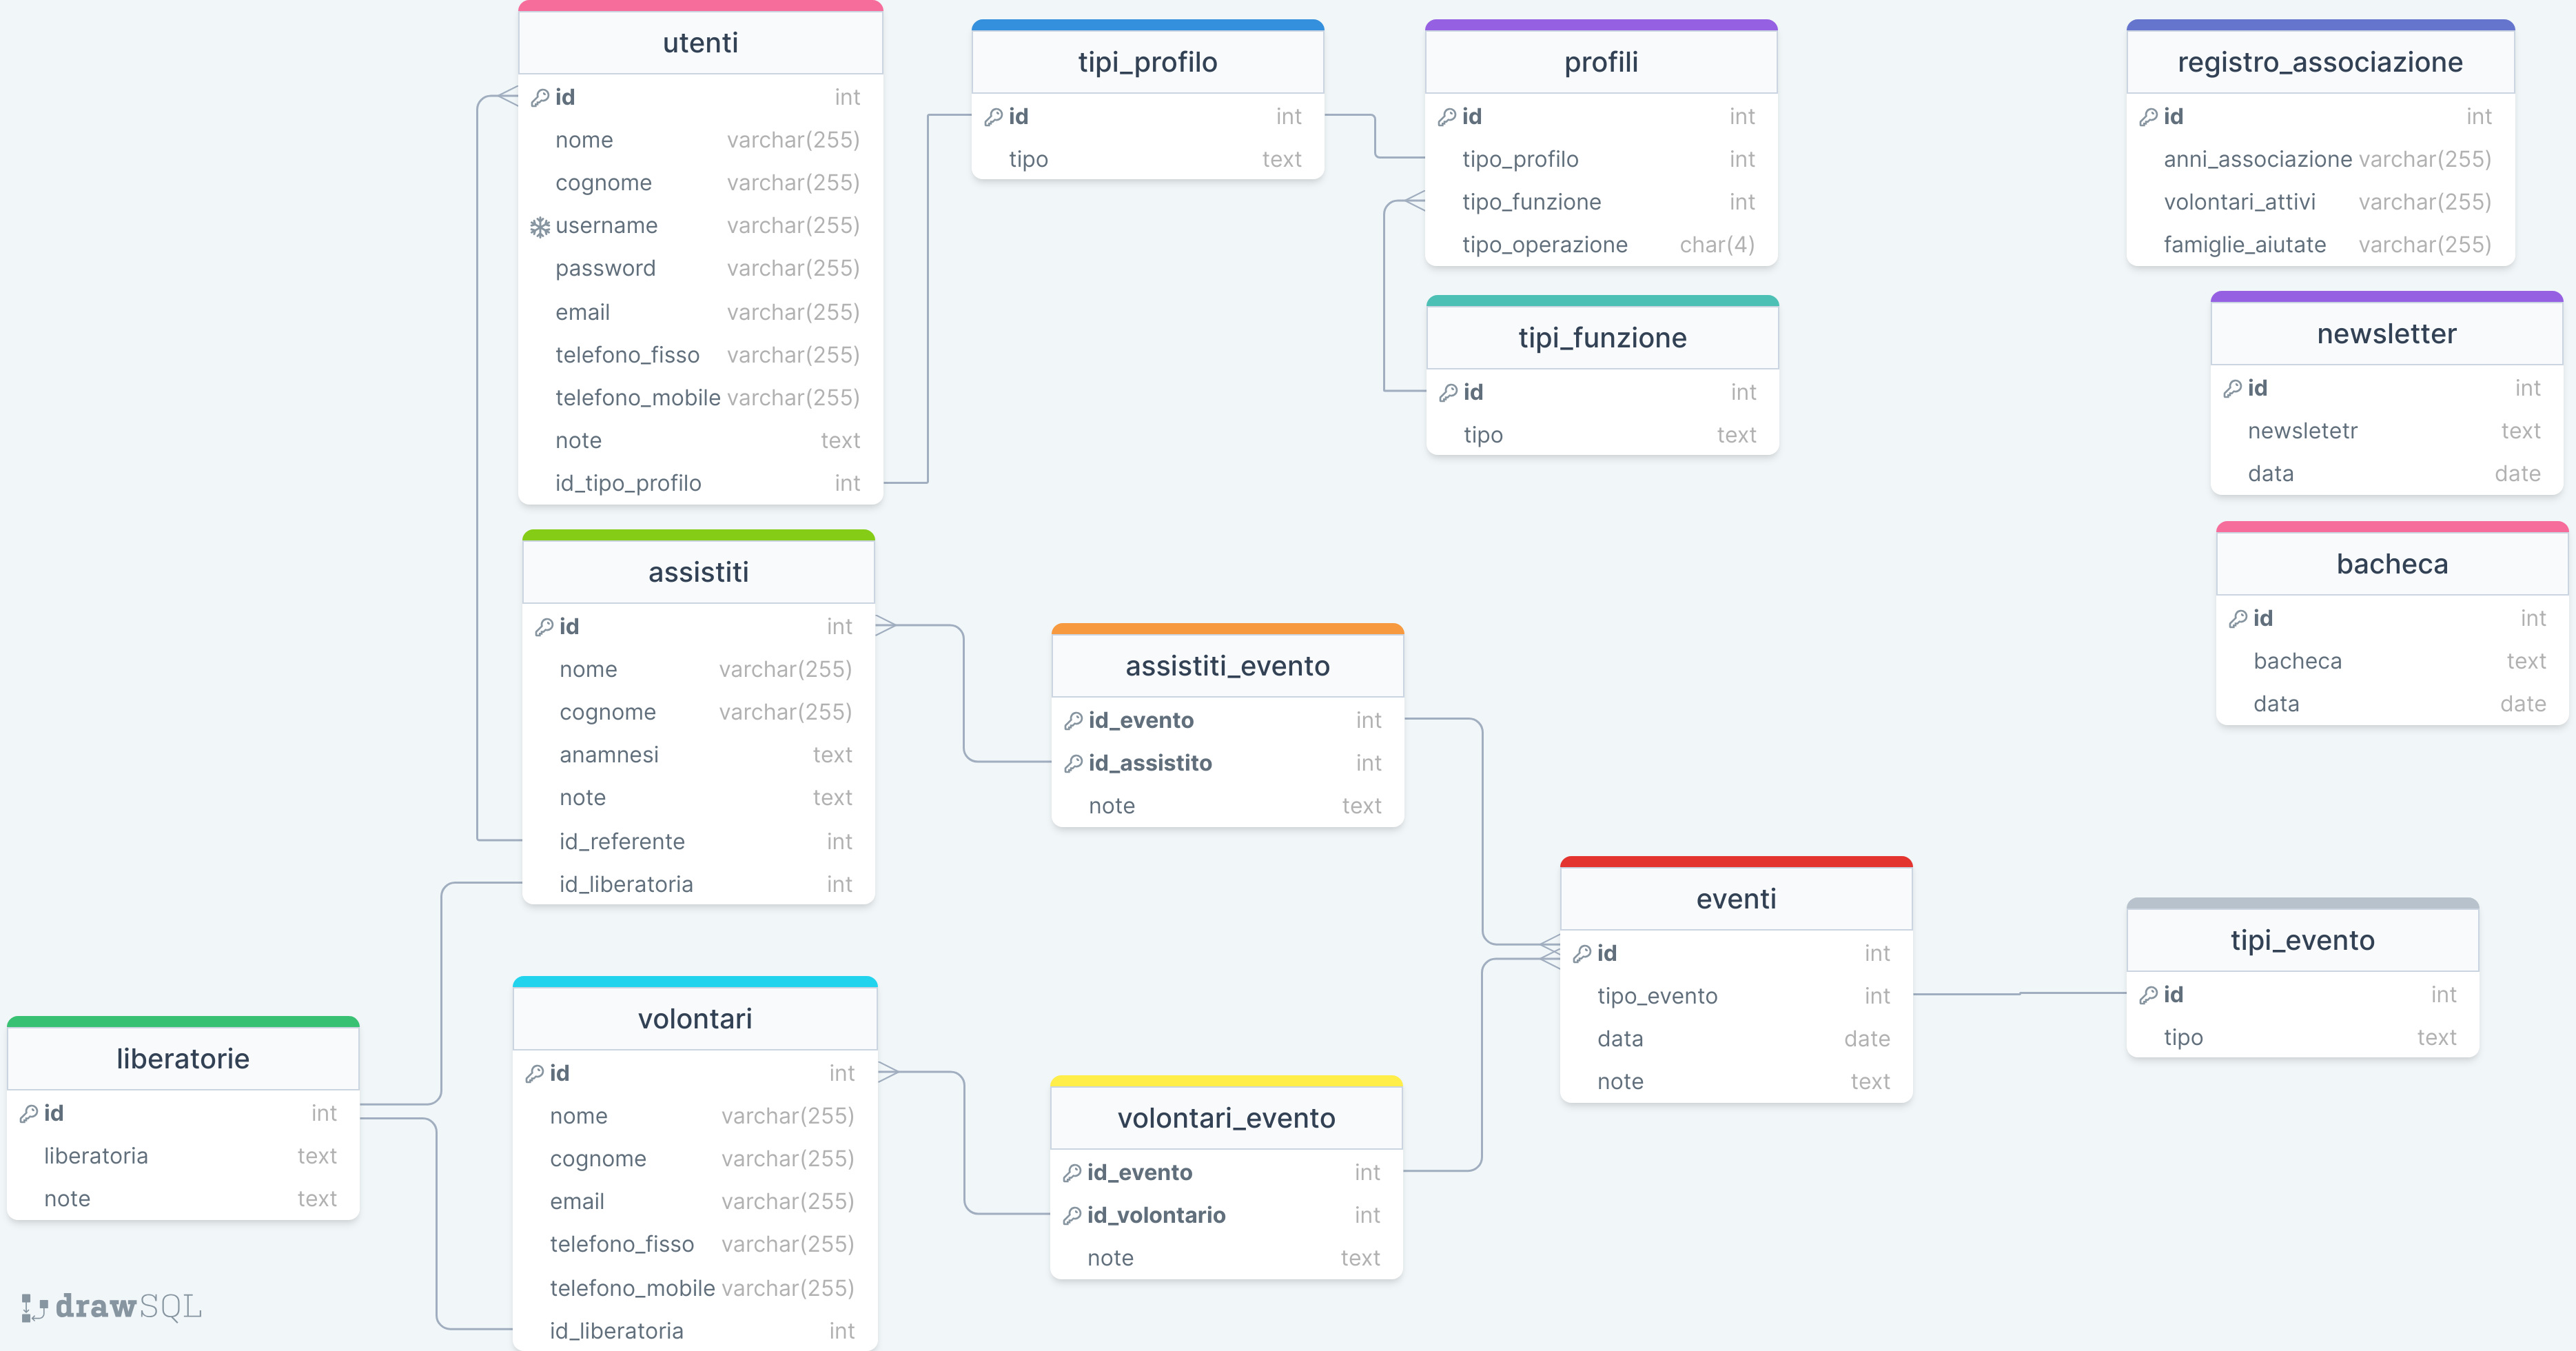 utenti
id int
nome varchar(255)
cognome varchar(255)
username varchar(255)
password varchar(255)
email varchar(255)
telefono_fisso varchar(255)
telefono_mobile varchar(255)
note text
id_tipo_profilo int
tipi_profilo
id int
tipo text
profili
id int
tipo_profilo int
tipo_funzione int
tipo_operazione char(4)
tipi_funzione
id int
tipo text
registro_associazione
id int
anni_associazione varchar(255)
volontari_attivi varchar(255)
famiglie_aiutate varchar(255)
newsletter
id int
newsletetr text
data date
bacheca
id int
bacheca text
data date
assistiti
id int
nome varchar(255)
cognome varchar(255)
anamnesi text
note text
id_referente int
id_liberatoria int
assistiti_evento
id_evento int
id_assistito int
note text
eventi
id int
tipo_evento int
data date
note text
tipi_evento
id int
tipo text
liberatorie
id int
liberatoria text
note text
volontari
id int
nome varchar(255)
cognome varchar(255)
email varchar(255)
telefono_fisso varchar(255)
telefono_mobile varchar(255)
id_liberatoria int
volontari_evento
id_evento int
id_volontario int
note text
drawSQL